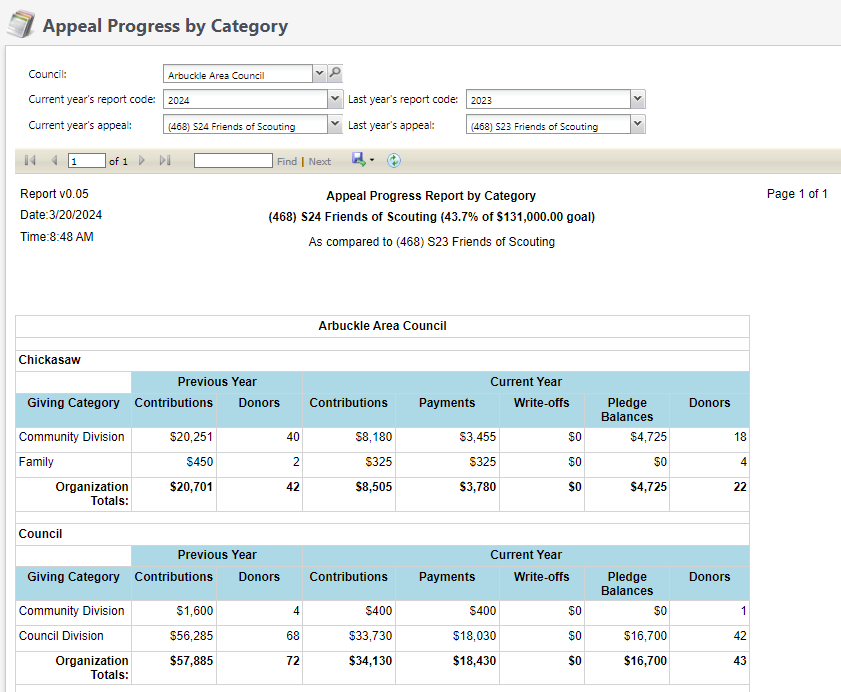 Appeal Progress by Category
Council: Arbuckle Area Council
Current year's report code: 2024 Last year's report code: 2023
Current year's appeal: (468) S24 Friends of Scouting Last year's appeal: (468) S23 Friends of Scouting
1 of 1 Find | Next
Report v0.05 Appeal Progress Report by Category Page 1 of 1
Date:3/20/2024 (468) S24 Friends of Scouting (43.7% of $131,000.00 goal)
Time:8:48 AM As compared to (468) S23 Friends of Scouting
Arbuckle Area Council
Chickasaw
Previous Year Current Year
Giving Category Contributions Donors Contributions Payments Write-offs Pledge Donors
Balances
Community Division $20,251 40 $8,180 $3,455 $0 $4,725 18
Family $450 2 $325 $325 $0 $0 4
Organization $20,701 42 $8,505 $3,780 $0 $4,725 22
Totals:
Council
Previous Year Current Year
Giving Category Contributions Donors Contributions Payments Write-offs Pledge Donors
Balances
Community Division $1,600 4 $400 $400 $0 $0 1
Council Division $56,285 68 $33,730 $18,030 $0 $16,700 42
Organization $57,885 72 $34,130 $18,430 $0 $16,700 43
Totals: